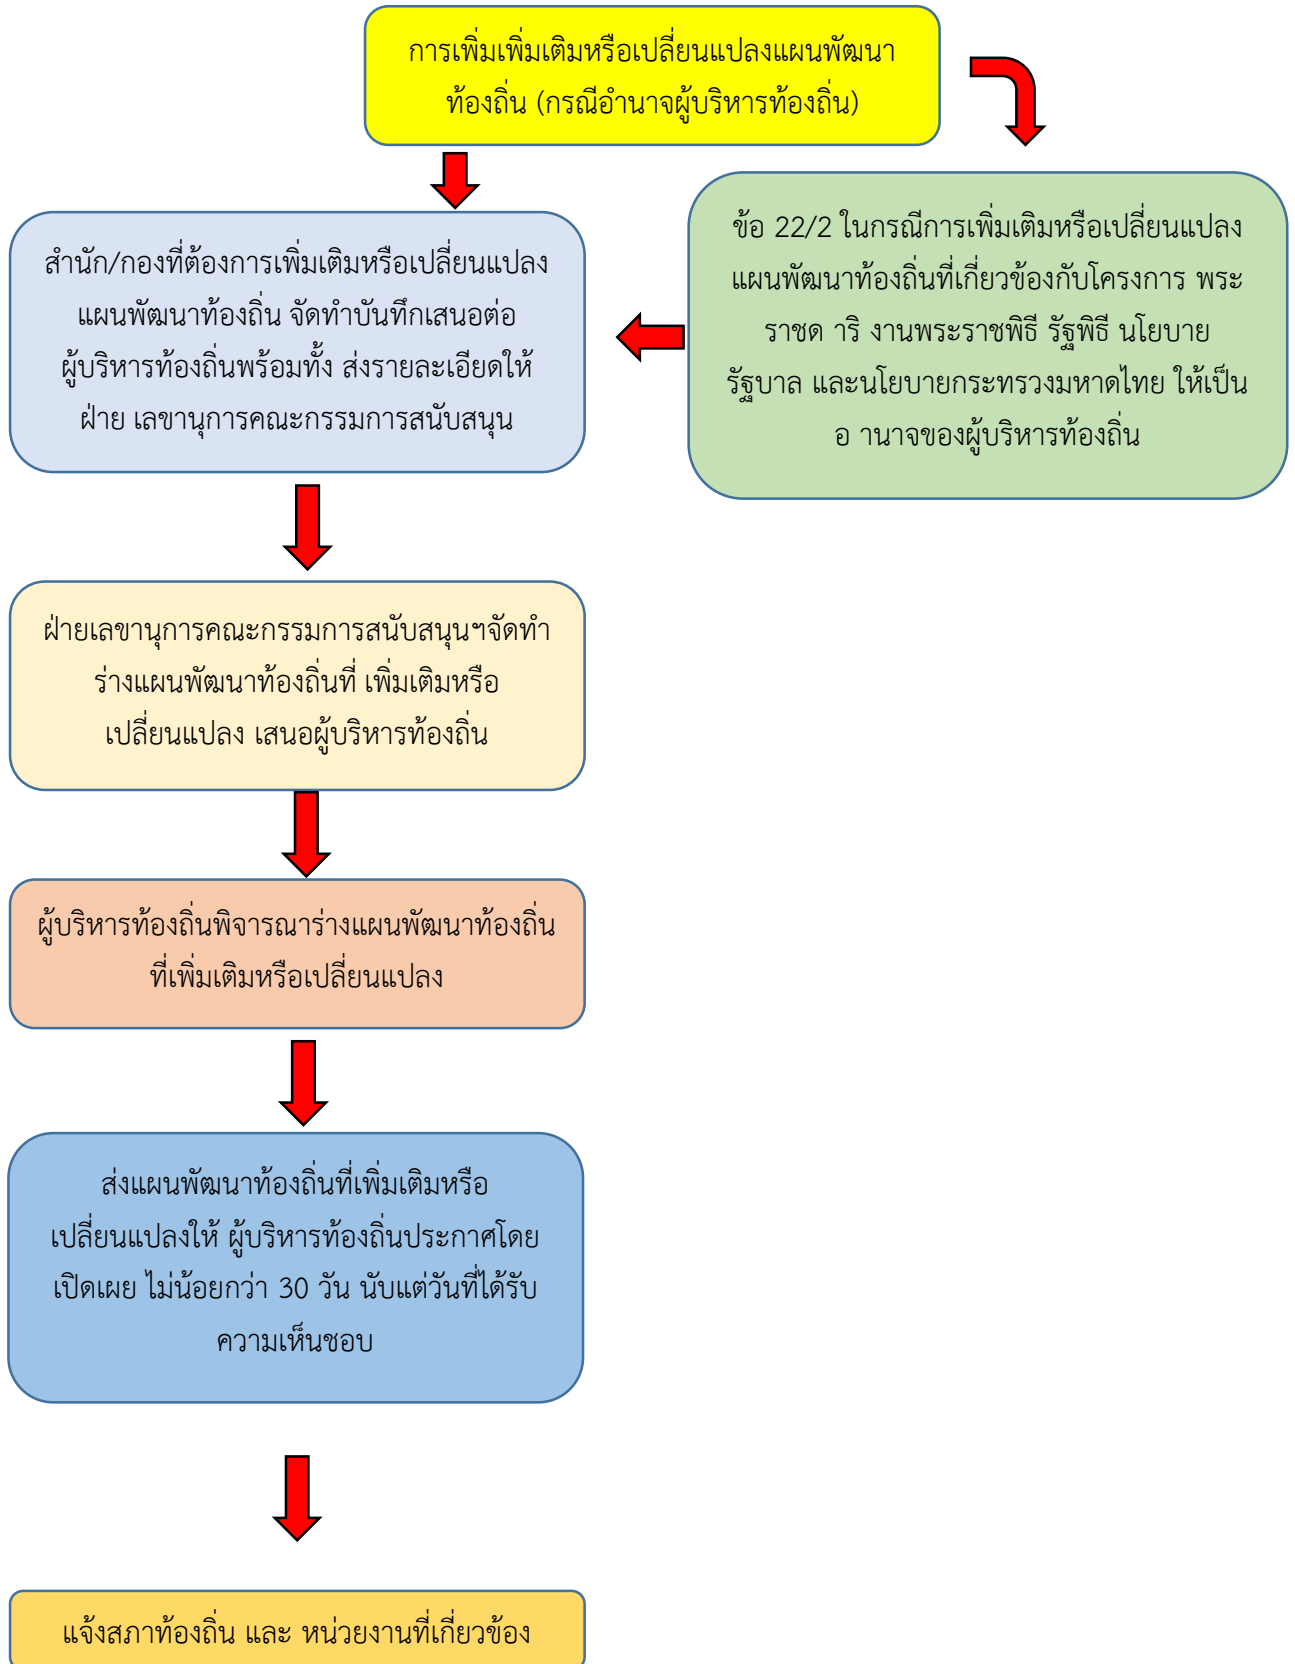 การเพิ่มเพิ่มเติมหรือเปลี่ยนแปลงแผนพัฒนา
ท้องถิ่น (กรณีอำนาจผู้บริหารท้องถิ่น)
สำนัก/กองที่ต้องการเพิ่มเติมหรือเปลี่ยนแปลง
แผนพัฒนาท้องถิ่น จัดทำบันทึกเสนอต่อ
ผู้บริหารท้องถิ่นพร้อมทั้ง ส่งรายละเอียดให้
ฝ่าย เลขานุการคณะกรรมการสนับสนุน
ข้อ 22/2 ในกรณีการเพิ่มเติมหรือเปลี่ยนแปลง
แผนพัฒนาท้องถิ่นที่เกี่ยวข้องกับโครงการ พระ
ราชด าริ งานพระราชพิธี รัฐพิธี นโยบาย
รัฐบาล และนโยบายกระทรวงมหาดไทย ให้เป็น
อ านาจของผู้บริหารท้องถิ่น
ฝ่ายเลขานุการคณะกรรมการสนับสนุนฯจัดทำ
ร่างแผนพัฒนาท้องถิ่นที่ เพิ่มเติมหรือ
เปลี่ยนแปลง เสนอผู้บริหารท้องถิ่น
ผู้บริหารท้องถิ่นพิจารณาร่างแผนพัฒนาท้องถิ่น
ที่เพิ่มเติมหรือเปลี่ยนแปลง
ส่งแผนพัฒนาท้องถิ่นที่เพิ่มเติมหรือ
เปลี่ยนแปลงให้ ผู้บริหารท้องถิ่นประกาศโดย
เปิดเผย ไม่น้อยกว่า 30 วัน นับแต่วันที่ได้รับ
ความเห็นชอบ
แจ้งสภาท้องถิ่น และ หน่วยงานที่เกี่ยวข้อง